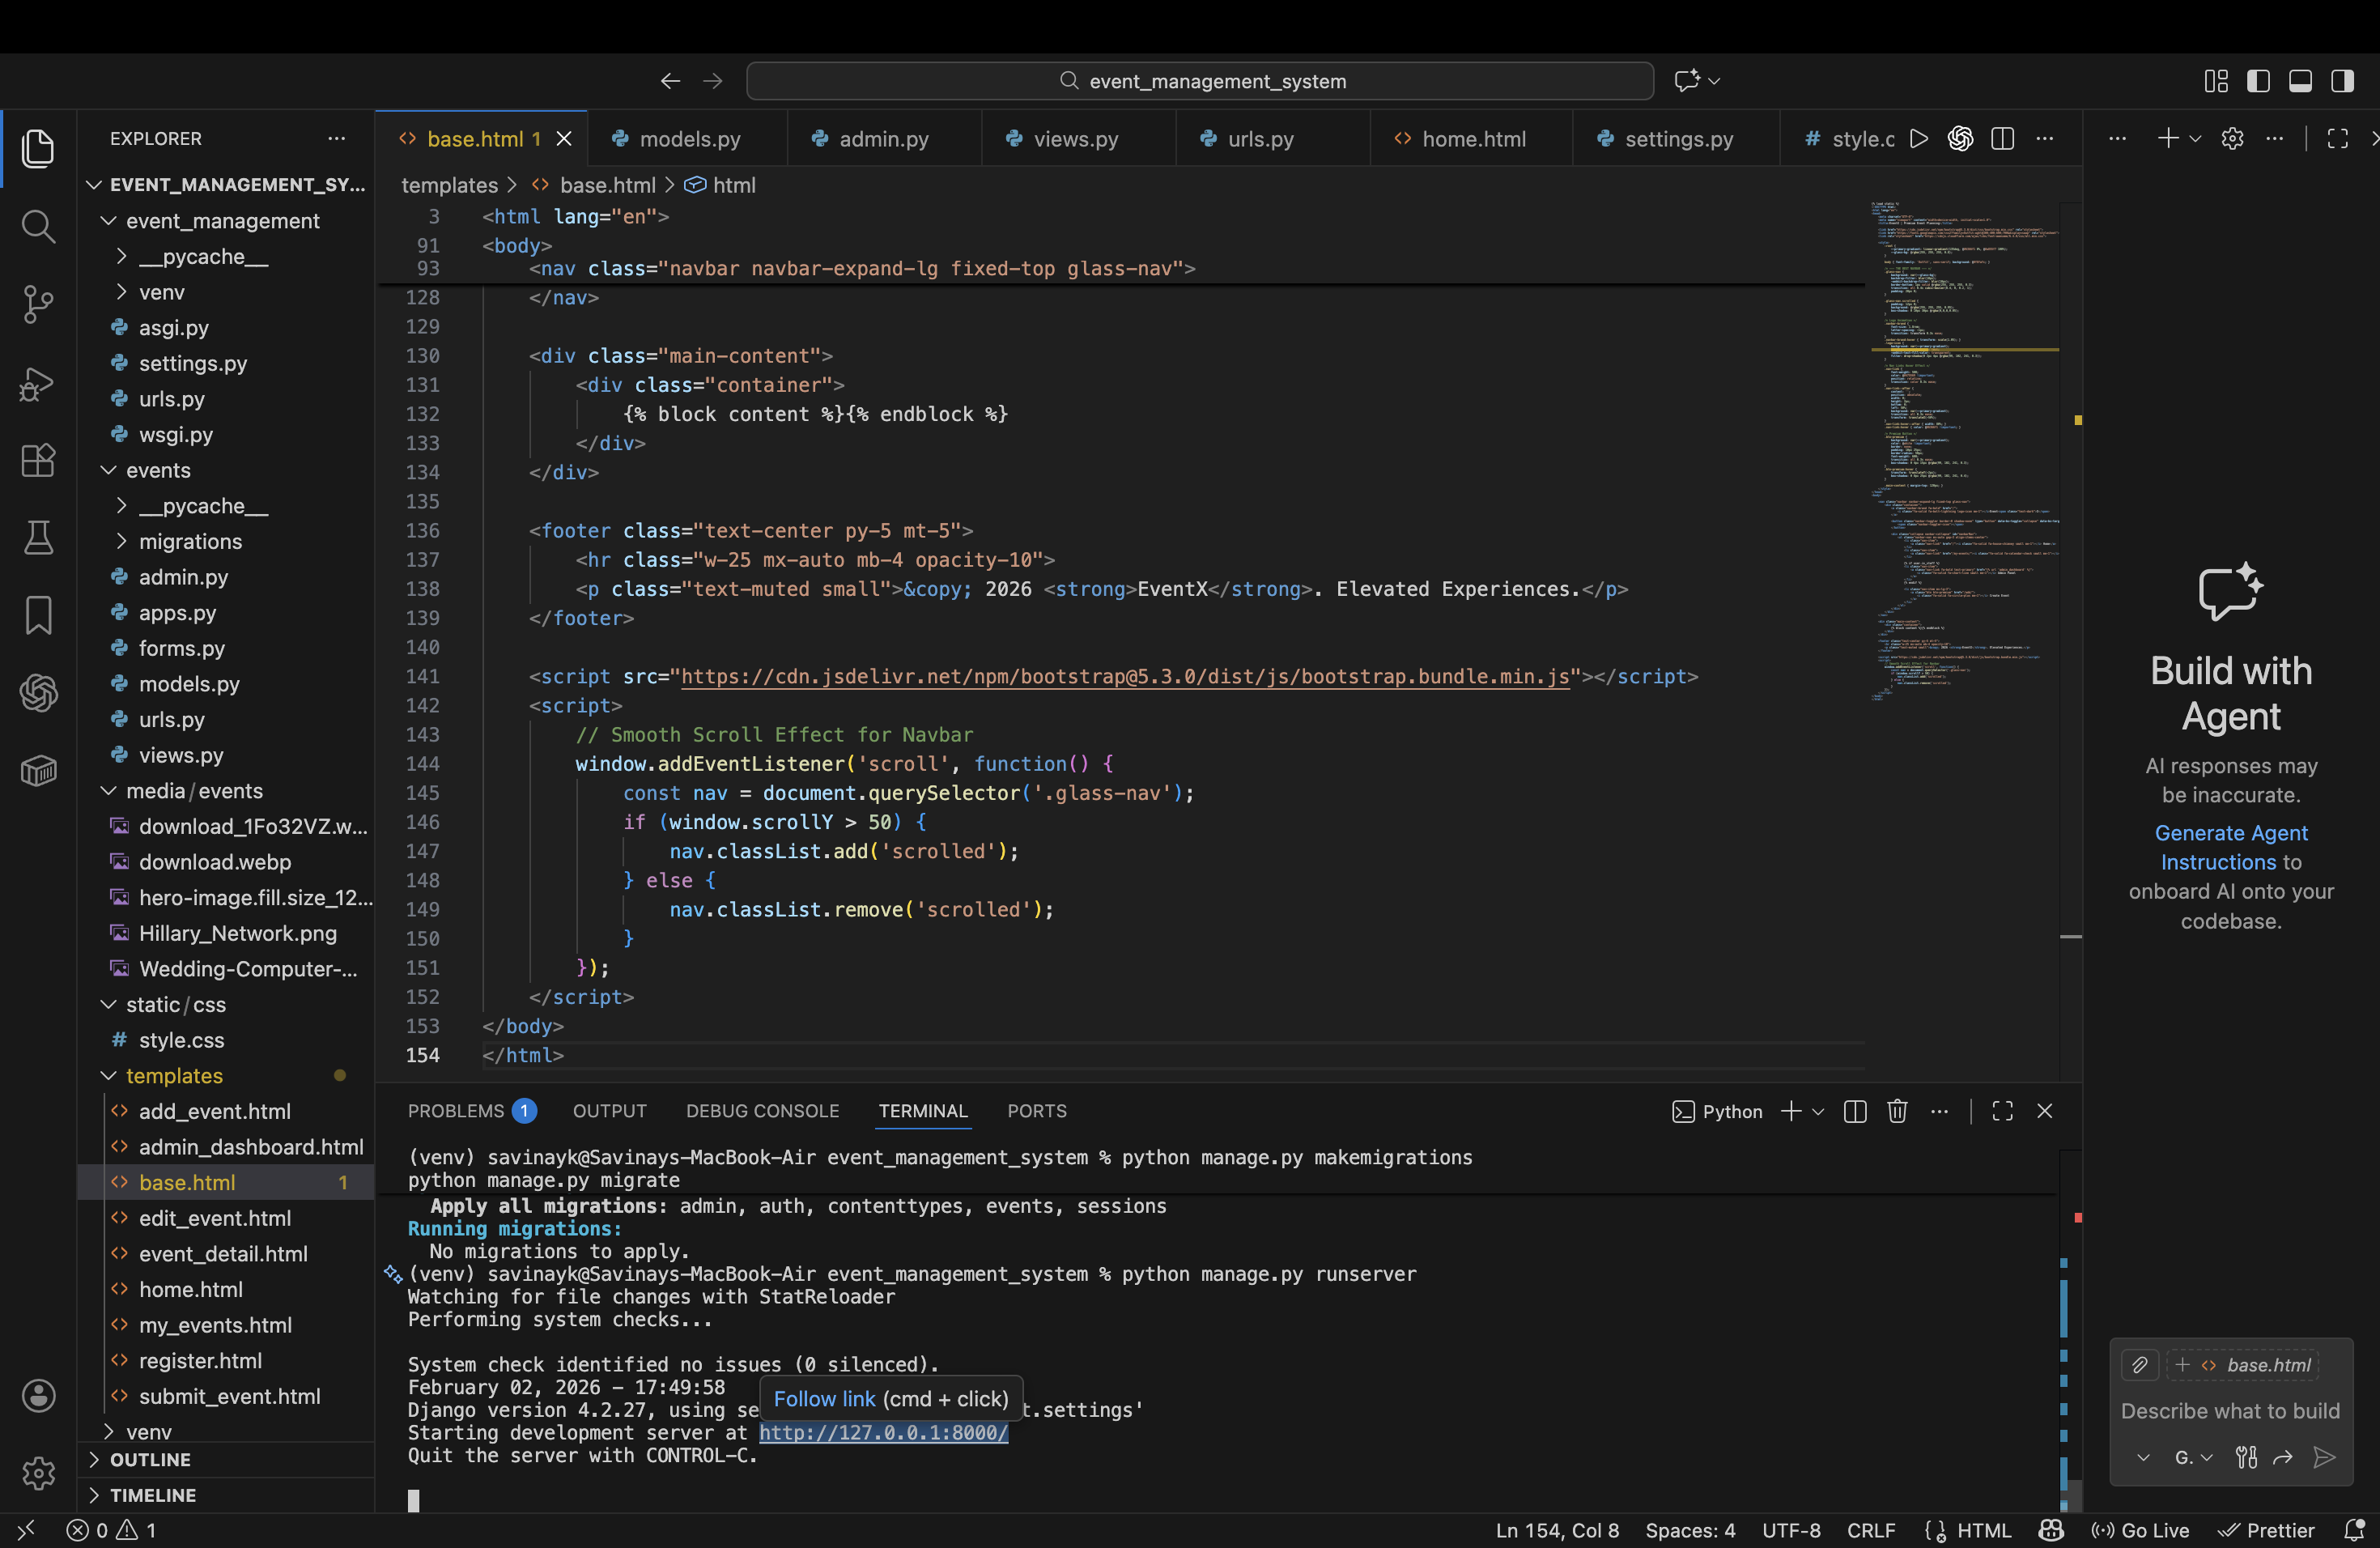 event_management_system
EXPLORER
EVENT_MANAGEMENT_SY...
event_management
__pycache__
venv
asgi.py
settings.py
urls.py
wsgi.py
events
__pycache__
migrations
admin.py
apps.py
forms.py
models.py
urls.py
views.py
media/events
download_1Fo32VZ.w...
download.webp
hero-image.fill.size_12...
Hillary_Network.png
Wedding-Computer-...
static/css
# style.css
templates
add_event.html
admin_dashboard.html
base.html 1
edit_event.html
event_detail.html
home.html
my_events.html
register.html
submit_event.html
venv
OUTLINE
TIMELINE
base.html 1 models.py admin.py views.py urls.py home.html settings.py # style.c
templates > base.html > html
3 <html lang="en">
91 <body>
93 <nav class="navbar navbar-expand-lg fixed-top glass-nav">
128 </nav>
129
130 <div class="main-content">
131 <div class="container">
132 {% block content %}{% endblock %}
133 </div>
134 </div>
135
136 <footer class="text-center py-5 mt-5">
137 <hr class="w-25 mx-auto mb-4 opacity-10">
138 <p class="text-muted small">&copy; 2026 <strong>EventX</strong>. Elevated Experiences.</p>
139 </footer>
140
141 <script src="https://cdn.jsdelivr.net/npm/bootstrap@5.3.0/dist/js/bootstrap.bundle.min.js"></script>
142 <script>
143 // Smooth Scroll Effect for Navbar
144 window.addEventListener('scroll', function() {
145 const nav = document.querySelector('.glass-nav');
146 if (window.scrollY > 50) {
147 nav.classList.add('scrolled');
148 } else {
149 nav.classList.remove('scrolled');
150 }
151 });
152 </script>
153 </body>
154 </html>
PROBLEMS 1 OUTPUT DEBUG CONSOLE TERMINAL PORTS Python
(venv) savinayk@Savinays-MacBook-Air event_management_system % python manage.py makemigrations
python manage.py migrate
Apply all migrations: admin, auth, contenttypes, events, sessions
Running migrations:
No migrations to apply.
(venv) savinayk@Savinays-MacBook-Air event_management_system % python manage.py runserver
Watching for file changes with StatReloader
Performing system checks...
System check identified no issues (0 silenced).
February 02, 2026 - 17:49:58
Follow link (cmd + click)
Django version 4.2.27, using se t.settings'
Starting development server at http://127.0.0.1:8000/
Quit the server with CONTROL-C.
Build with
Agent
AI responses may
be inaccurate.
Generate Agent
Instructions to
onboard AI onto your
codebase.
base.html
Describe what to build
G.
0 1 Ln 154, Col 8 Spaces: 4 UTF-8 CRLF HTML Go Live Prettier